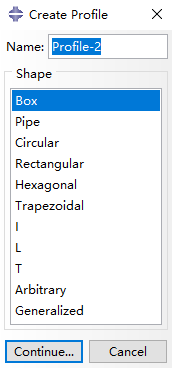 Create Profile
Name: Profile-2
Shape
Box
Pipe
Circular
Rectangular
Hexagonal
Trapezoidal
I
L
T
Arbitrary
Generalized
Continue... Cancel